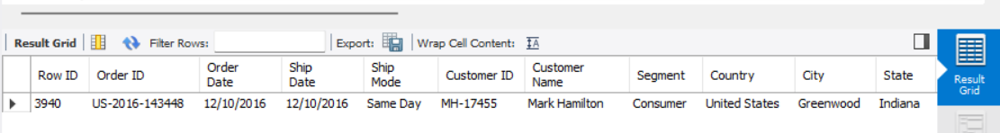 Result Grid Filter Rows: Export: Wrap Cell Content: IA
Row ID Order ID Order Date Ship Date Ship Mode Customer ID Customer Name Segment Country City State
3940 US-2016-143448 12/10/2016 12/10/2016 Same Day MH-17455 Mark Hamilton Consumer United States Greenwood Indiana
Result
Grid